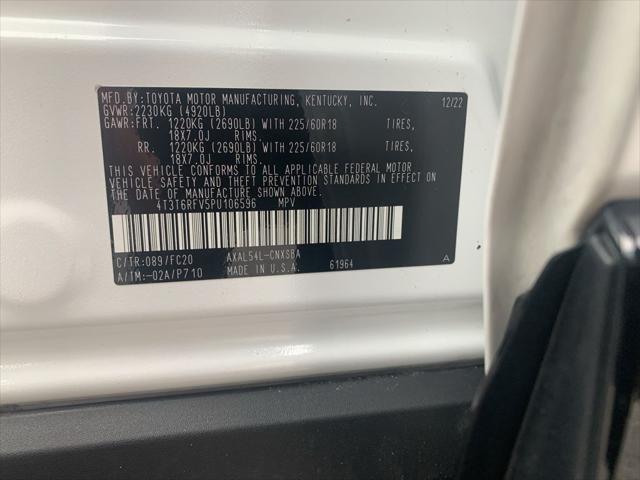 MFD.BY:TOYOTA MOTOR MANUFACTURING, KENTUCKY, INC. 12/22
GVWR:2230KG (4920LB)
GAWR:FRT. 1220KG (2690LB) WITH 225/60R18 TIRES,
18X7.0J RIMS.
RR. 1220KG (2690LB) WITH 225/60R18 TIRES,
18X7.0J RIMS.
THIS VEHICLE CONFORMS TO ALL APPLICABLE FEDERAL MOTOR
VEHICLE SAFETY AND THEFT PREVENTION STANDARDS IN EFFECT ON
THE DATE OF MANUFACTURE SHOWN ABOVE.
4T3T6RFV5PU106596 MPV
C/TR:089/FC20 AXAL54L-CNXSBA
A/TM:-02A/P710 MADE IN U.S.A. 61964 A